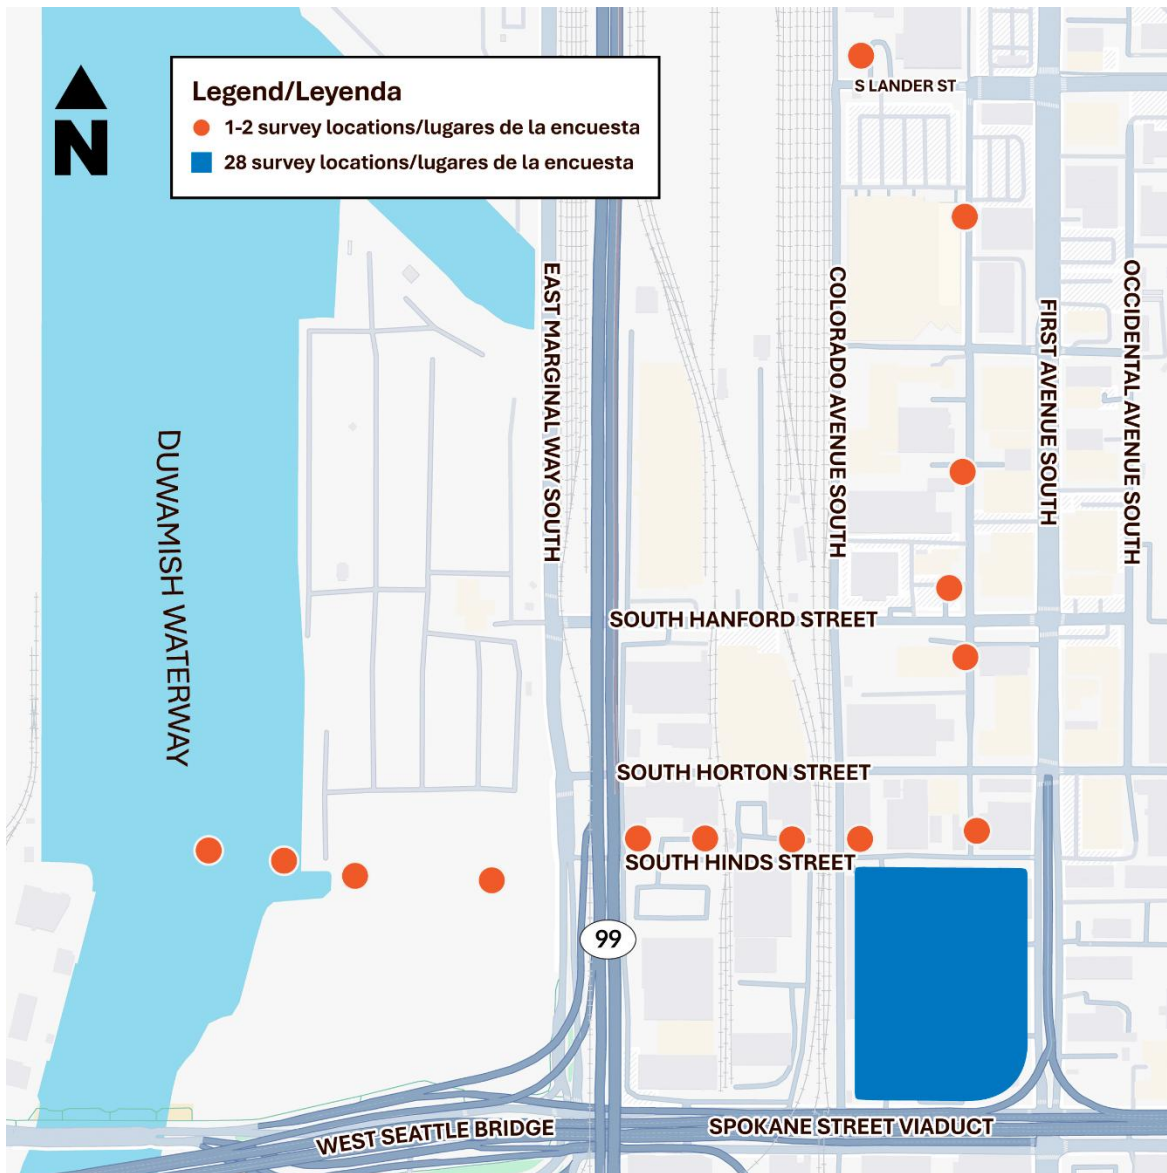 N
Legend/Leyenda
1-2 survey locations/lugares de la encuesta
28 survey locations/lugares de la encuesta
S LANDER ST
EAST MARGINAL WAY SOUTH
COLORADO AVENUE SOUTH
FIRST AVENUE SOUTH
OCCIDENTAL AVENUE SOUTH
DUWAMISH WATERWAY
SOUTH HANFORD STREET
SOUTH HORTON STREET
SOUTH HINDS STREET
99
WEST SEATTLE BRIDGE
SPOKANE STREET VIADUCT